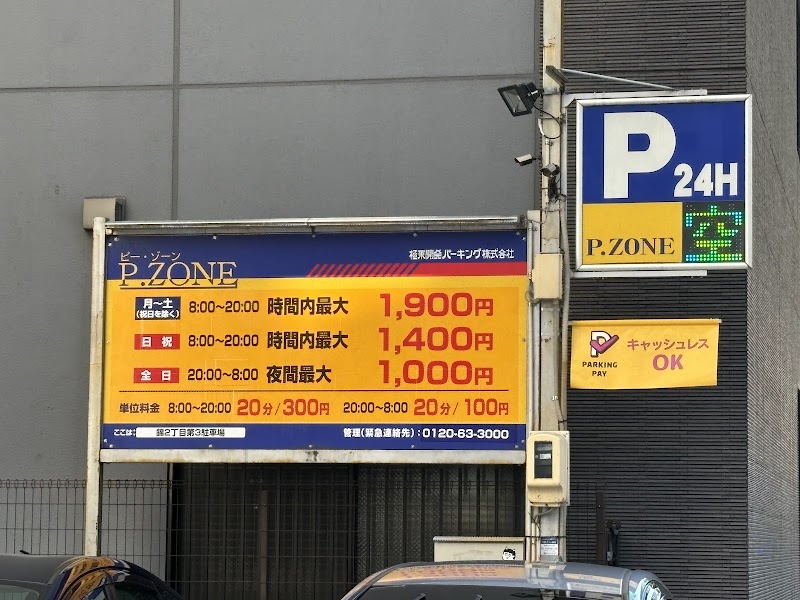 ピー・ゾーン
P.ZONE
極東開発パーキング株式会社
月～土 (祝日を除く) 8:00～20:00 時間内最大 1,900円
日 祝 8:00～20:00 時間内最大 1,400円
全 日 20:00～8:00 夜間最大 1,000円
単位料金 8:00～20:00 20分/300円 20:00～8:00 20分/100円
ここは: 錦2丁目第3駐車場 管理(緊急連絡先):0120-63-3000
P 24H
P.ZONE 空
PARKING PAY
キャッシュレス
OK